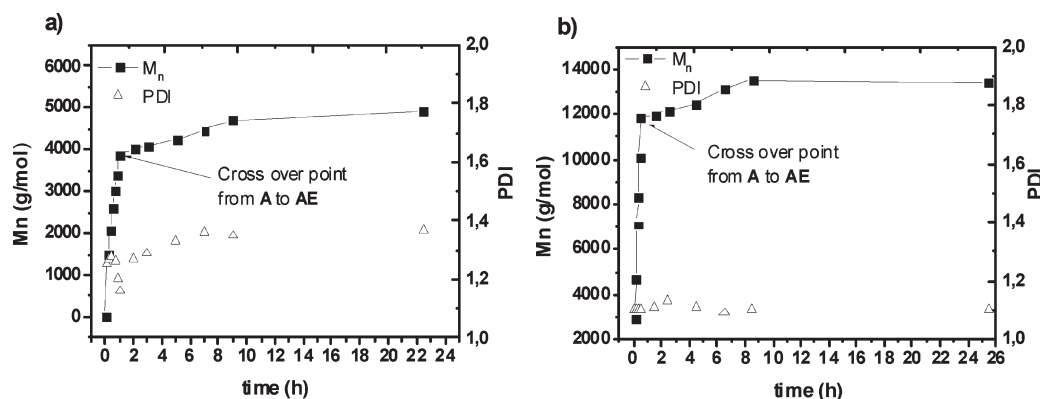 a)
6000
5000
4000
3000
2000
1000
0
Mn (g/mol)
Mn
PDI
Cross over point
from A to AE
2,0
1,8
1,6
1,4
1,2
1,0
PDI
0 2 4 6 8 10 12 14 16 18 20 22 24
time (h)
b)
14000
12000
10000
8000
6000
4000
2000
Mn (g/mol)
Mn
PDI
Cross over point
from A to AE
2,0
1,8
1,6
1,4
1,2
1,0
PDI
0 2 4 6 8 10 12 14 16 18 20 22 24 26
time (h)